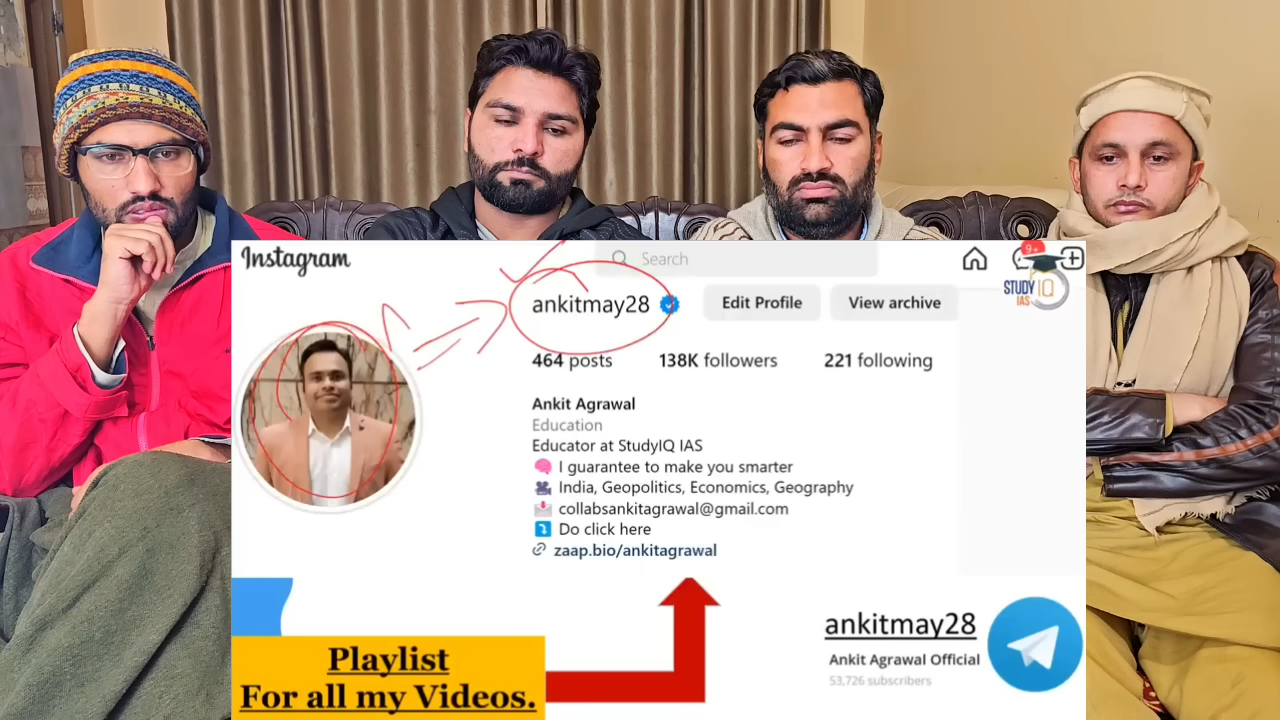 Instagram
Search
9+
STUDY IQ
IAS
ankitmay28
Edit Profile
View archive
464 posts
138K followers
221 following
Ankit Agrawal
Education
Educator at StudyIQ IAS
I guarantee to make you smarter
India, Geopolitics, Economics, Geography
collabsankitagrawal@gmail.com
Do click here
zaap.bio/ankitagrawal
ankitmay28
Ankit Agrawal Official
53,726 subscribers
Playlist
For all my Videos.